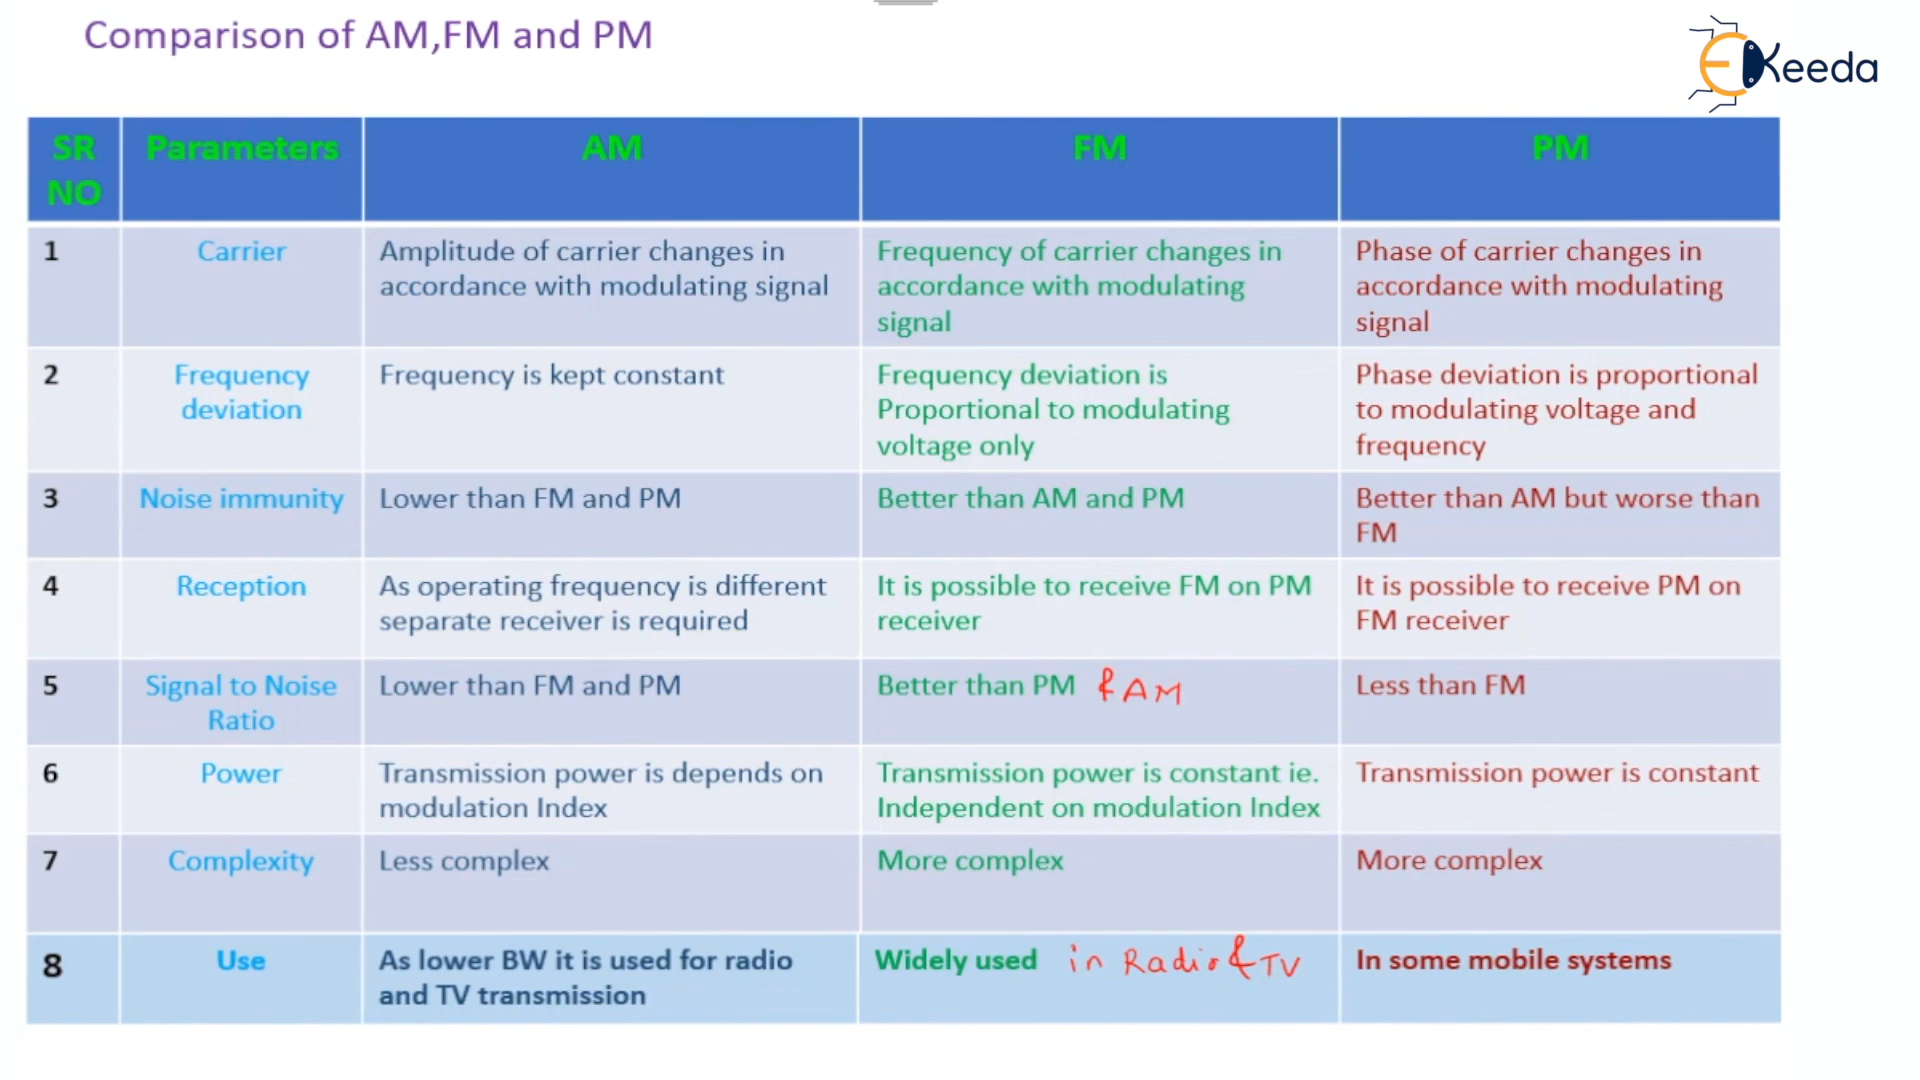 Comparison of AM,FM and PM
EKeeda
SR NO Parameters AM FM PM
1 Carrier Amplitude of carrier changes in accordance with modulating signal Frequency of carrier changes in accordance with modulating signal Phase of carrier changes in accordance with modulating signal
2 Frequency deviation Frequency is kept constant Frequency deviation is Proportional to modulating voltage only Phase deviation is proportional to modulating voltage and frequency
3 Noise immunity Lower than FM and PM Better than AM and PM Better than AM but worse than FM
4 Reception As operating frequency is different separate receiver is required It is possible to receive FM on PM receiver It is possible to receive PM on FM receiver
5 Signal to Noise Ratio Lower than FM and PM Better than PM & AM Less than FM
6 Power Transmission power is depends on modulation Index Transmission power is constant ie. Independent on modulation Index Transmission power is constant
7 Complexity Less complex More complex More complex
8 Use As lower BW it is used for radio and TV transmission Widely used in Radio & TV In some mobile systems